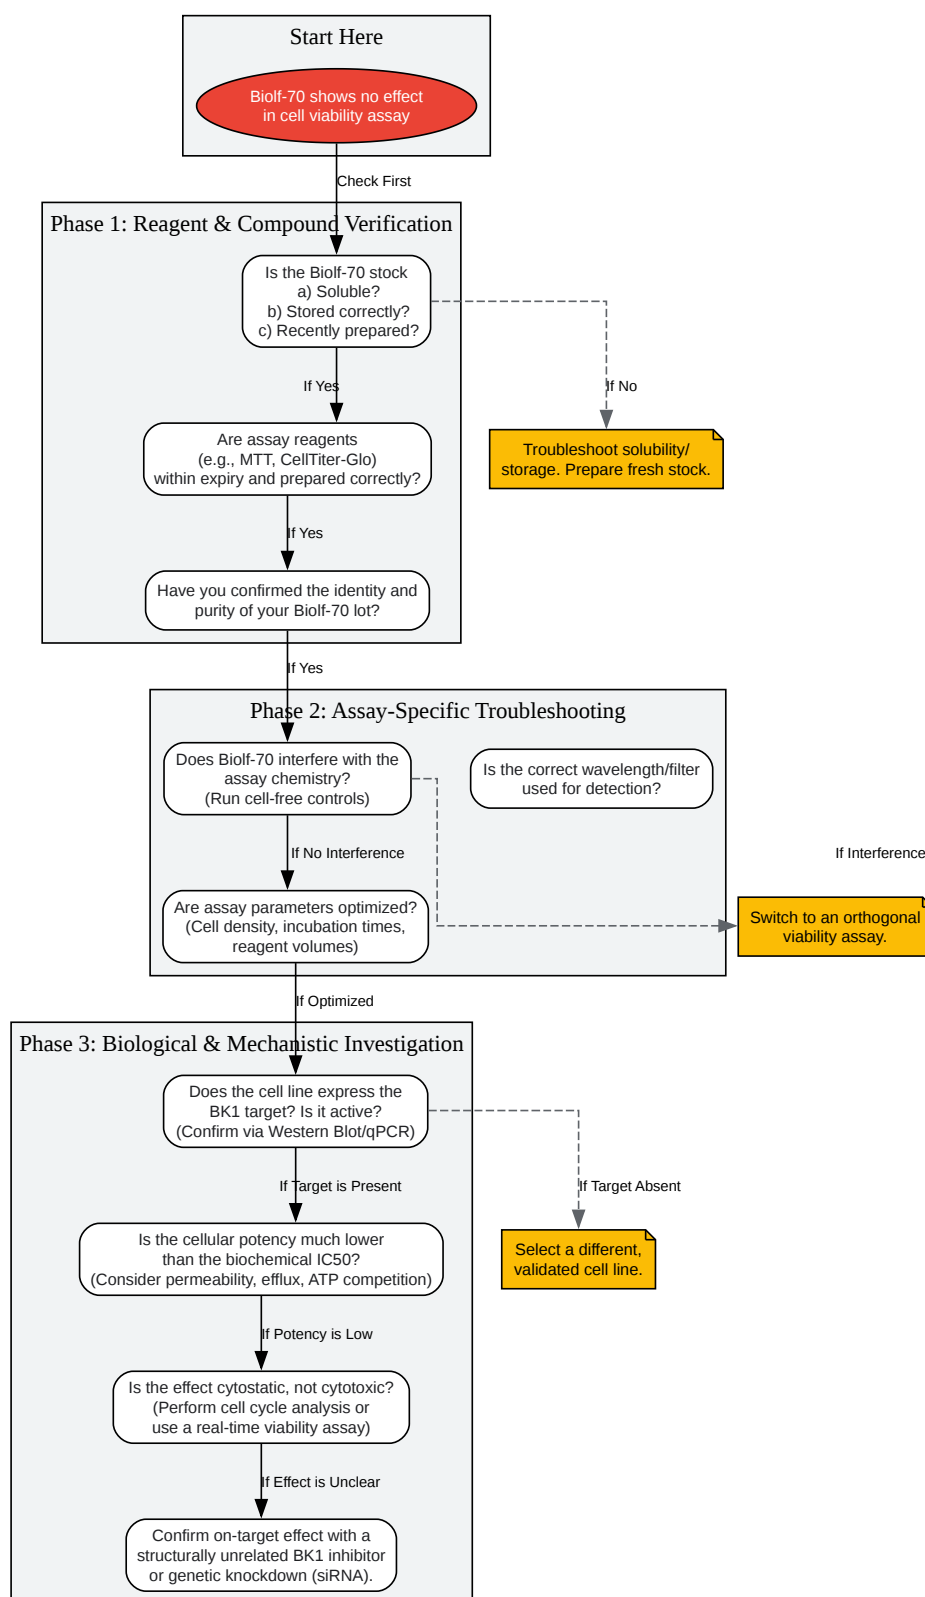 Start Here
Biolf-70 shows no effect
in cell viability assay
Check First
Phase 1: Reagent & Compound Verification
Is the Biolf-70 stock
a) Soluble?
b) Stored correctly?
c) Recently prepared?
If Yes
If No
Are assay reagents
(e.g., MTT, CellTiter-Glo)
within expiry and prepared correctly?
Troubleshoot solubility/
storage. Prepare fresh stock.
If Yes
Have you confirmed the identity and
purity of your Biolf-70 lot?
If Yes
Phase 2: Assay-Specific Troubleshooting
Does Biolf-70 interfere with the
assay chemistry?
(Run cell-free controls)
Is the correct wavelength/filter
used for detection?
If No Interference
If Interference
Are assay parameters optimized?
(Cell density, incubation times,
reagent volumes)
Switch to an orthogonal
viability assay.
If Optimized
Phase 3: Biological & Mechanistic Investigation
Does the cell line express the
BK1 target? Is it active?
(Confirm via Western Blot/qPCR)
If Target is Present
If Target Absent
Is the cellular potency much lower
than the biochemical IC50?
(Consider permeability, efflux, ATP competition)
Select a different,
validated cell line.
If Potency is Low
Is the effect cytostatic, not cytotoxic?
(Perform cell cycle analysis or
use a real-time viability assay)
If Effect is Unclear
Confirm on-target effect with a
structurally unrelated BK1 inhibitor
or genetic knockdown (siRNA).